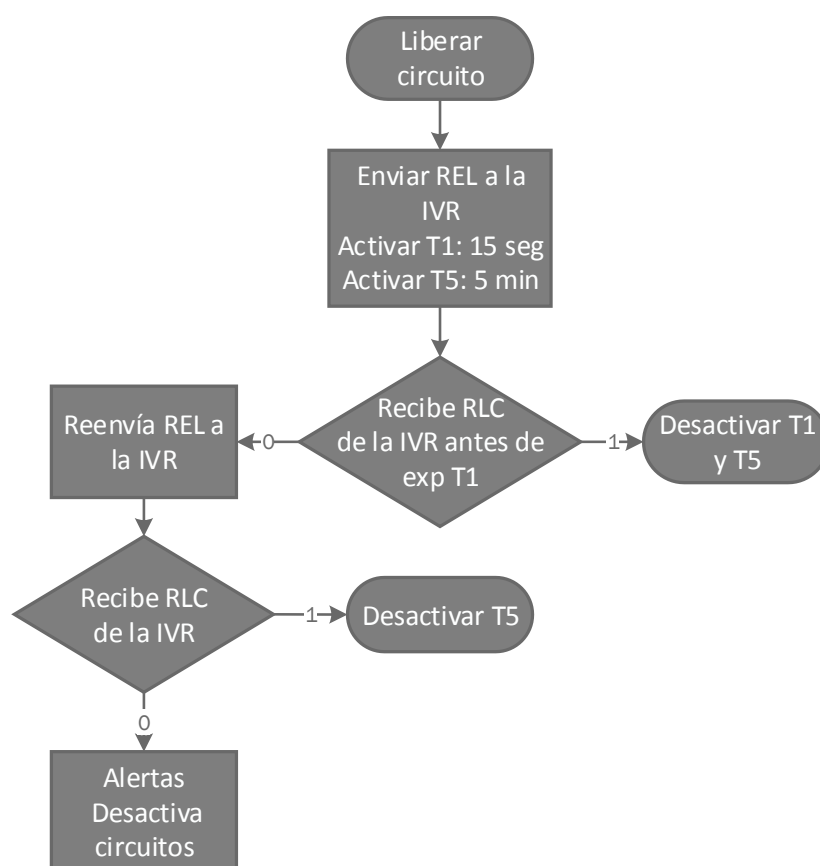 Liberar
circuito
Enviar REL a la
IVR
Activar T1: 15 seg
Activar T5: 5 min
Recibe RLC
de la IVR antes de
exp T1
0
1
Reenvía REL a
la IVR
Desactivar T1
y T5
Recibe RLC
de la IVR
1
Desactivar T5
0
Alertas
Desactiva
circuitos